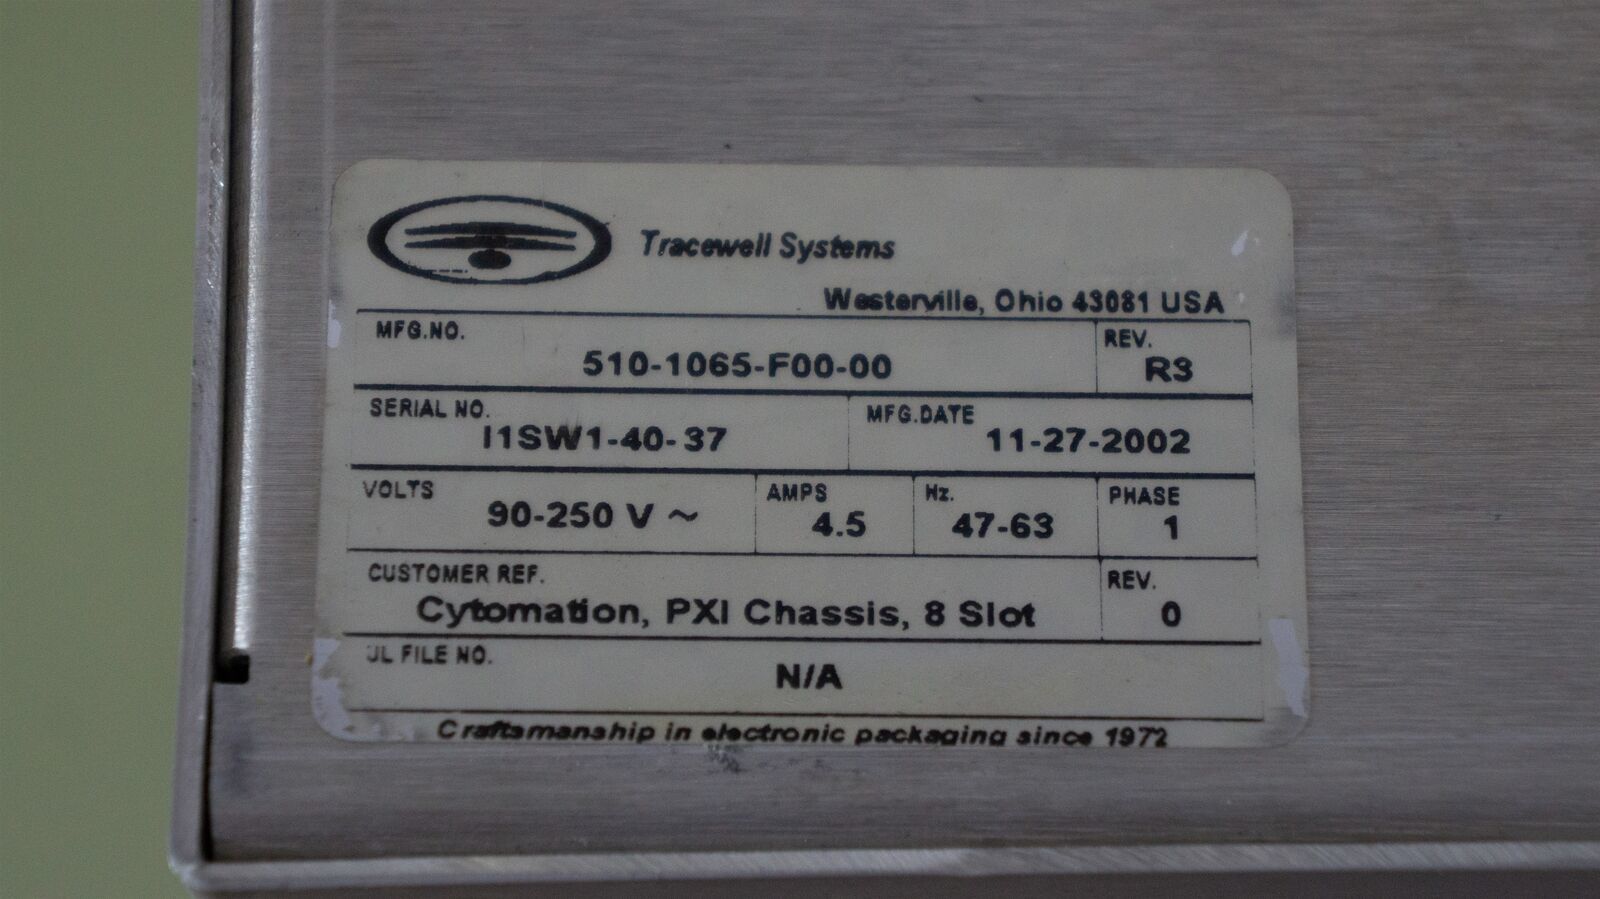 Tracewell Systems
Westerville, Ohio 43081 USA
MFG.NO. REV.
510-1065-F00-00 R3
SERIAL NO. MFG.DATE
I1SW1-40-37 11-27-2002
VOLTS AMPS Hz. PHASE
90-250 V ~ 4.5 47-63 1
CUSTOMER REF. REV.
Cytomation, PXI Chassis, 8 Slot 0
UL FILE NO.
N/A
Craftsmanship in electronic packaging since 1972